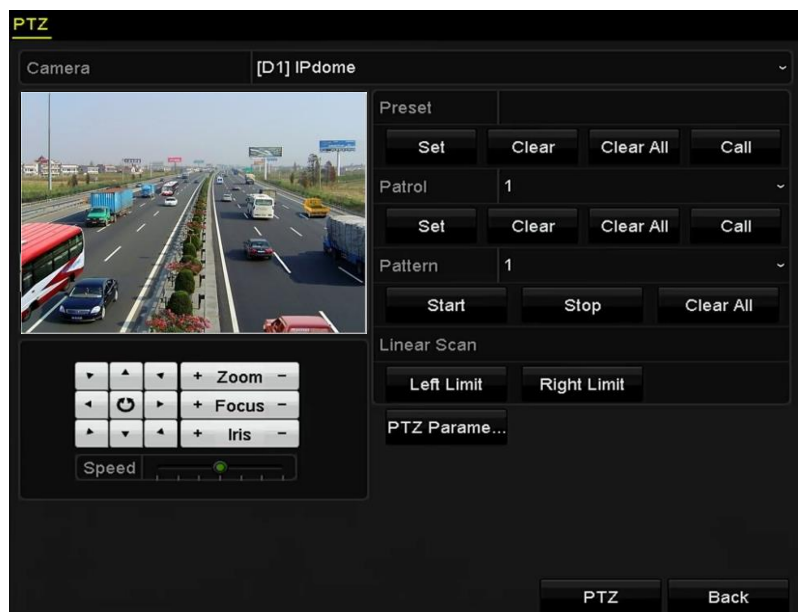 PTZ
Camera [D1] IPdome
Preset
Set Clear Clear All Call
Patrol 1
Set Clear Clear All Call
Pattern 1
Start Stop Clear All
Linear Scan
Left Limit Right Limit
PTZ Parame...
+ Zoom -
+ Focus -
+ Iris -
Speed
PTZ Back